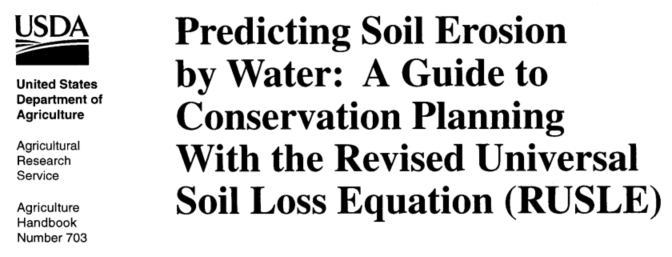 USDA
United States
Department of
Agriculture
Agricultural
Research
Service
Agriculture
Handbook
Number 703
Predicting Soil Erosion
by Water: A Guide to
Conservation Planning
With the Revised Universal
Soil Loss Equation (RUSLE)